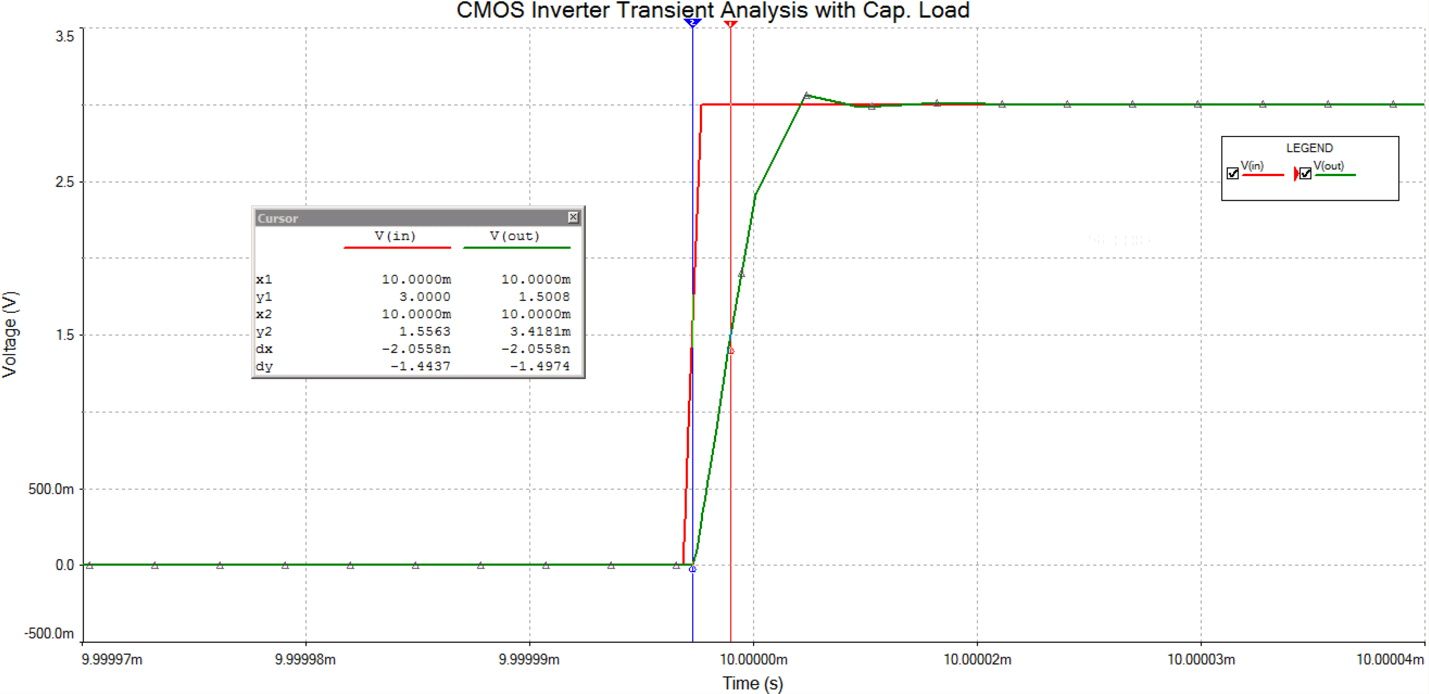 CMOS Inverter Transient Analysis with Cap. Load
2
1
3.5
2.5
1.5
500.0m
0.0
-500.0m
Voltage (V)
LEGEND
V(in) V(out)
Cursor
V(in) V(out)
x1 10.0000m 10.0000m
y1 3.0000 1.5008
x2 10.0000m 10.0000m
y2 1.5563 3.4181m
dx -2.0558n -2.0558n
dy -1.4437 -1.4974
9.99997m 9.99998m 9.99999m 10.00000m 10.00002m 10.00003m 10.00004m
Time (s)